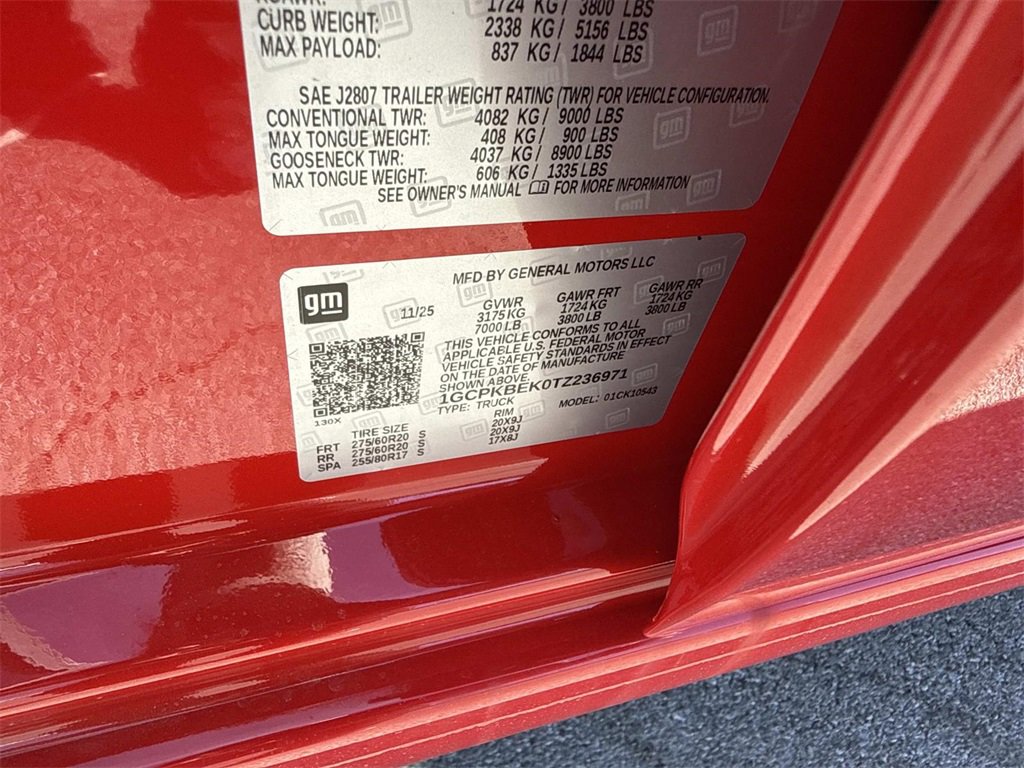 RGAWR: 1724 KG/ 3800 LBS
CURB WEIGHT: 2338 KG/ 5156 LBS
MAX PAYLOAD: 837 KG/ 1844 LBS
SAE J2807 TRAILER WEIGHT RATING (TWR) FOR VEHICLE CONFIGURATION.
CONVENTIONAL TWR: 4082 KG/ 9000 LBS
MAX TONGUE WEIGHT: 408 KG/ 900 LBS
GOOSENECK TWR: 4037 KG/ 8900 LBS
MAX TONGUE WEIGHT: 606 KG/ 1335 LBS
SEE OWNER'S MANUAL FOR MORE INFORMATION
MFD BY GENERAL MOTORS LLC
gm
11/25 GVWR GAWR FRT GAWR RR
3175 KG 1724 KG 1724 KG
7000 LB 3800 LB 3800 LB
THIS VEHICLE CONFORMS TO ALL
APPLICABLE U.S. FEDERAL MOTOR
VEHICLE SAFETY STANDARDS IN EFFECT
ON THE DATE OF MANUFACTURE
SHOWN ABOVE.
1GCPKBEK0TZ236971
TYPE: TRUCK MODEL: 01CK10543
130X
TIRE SIZE RIM
FRT 275/60R20 S 20X9J
RR 275/60R20 S 20X9J
SPA 255/80R17 S 17X8J